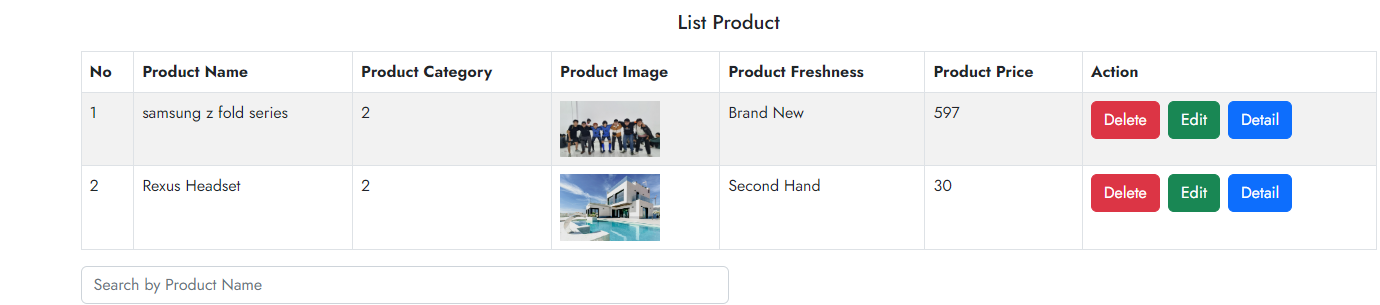 List Product
No Product Name Product Category Product Image Product Freshness Product Price Action
1 samsung z fold series 2 Brand New 597 Delete Edit Detail
2 Rexus Headset 2 Second Hand 30 Delete Edit Detail
Search by Product Name